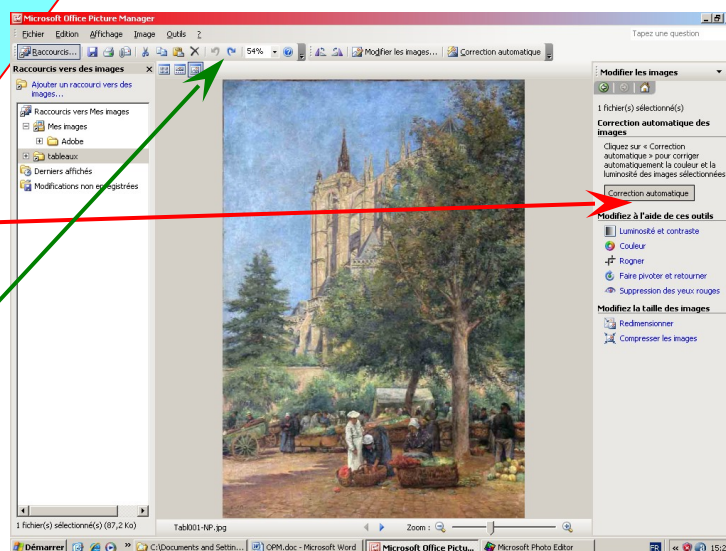 Microsoft Office Picture Manager
Fichier Edition Affichage Image Outils ?
Tapez une question
Raccourcis... 54% Modifier les images... Correction automatique
Raccourcis vers des images
Ajouter un raccourci vers des
images...
Raccourcis vers Mes images
Mes images
Adobe
tableaux
Derniers affichés
Modifications non enregistrées
Modifier les images
1 fichier(s) sélectionné(s)
Correction automatique des
images
Cliquez sur « Correction
automatique » pour corriger
automatiquement la couleur et la
luminosité des images sélectionnées
Correction automatique
Modifiez à l'aide de ces outils
Luminosité et contraste
Couleur
Rogner
Faire pivoter et retourner
Suppression des yeux rouges
Modifiez la taille des images
Redimensionner
Compresser les images
1 fichier(s) sélectionné(s) (87,2 Ko)
Tabl001-NP.jpg
Zoom :
Démarrer
C:\Documents and Settin...
OPM.doc - Microsoft Word
Microsoft Office Pictu...
Microsoft Photo Editor
FR
15:2